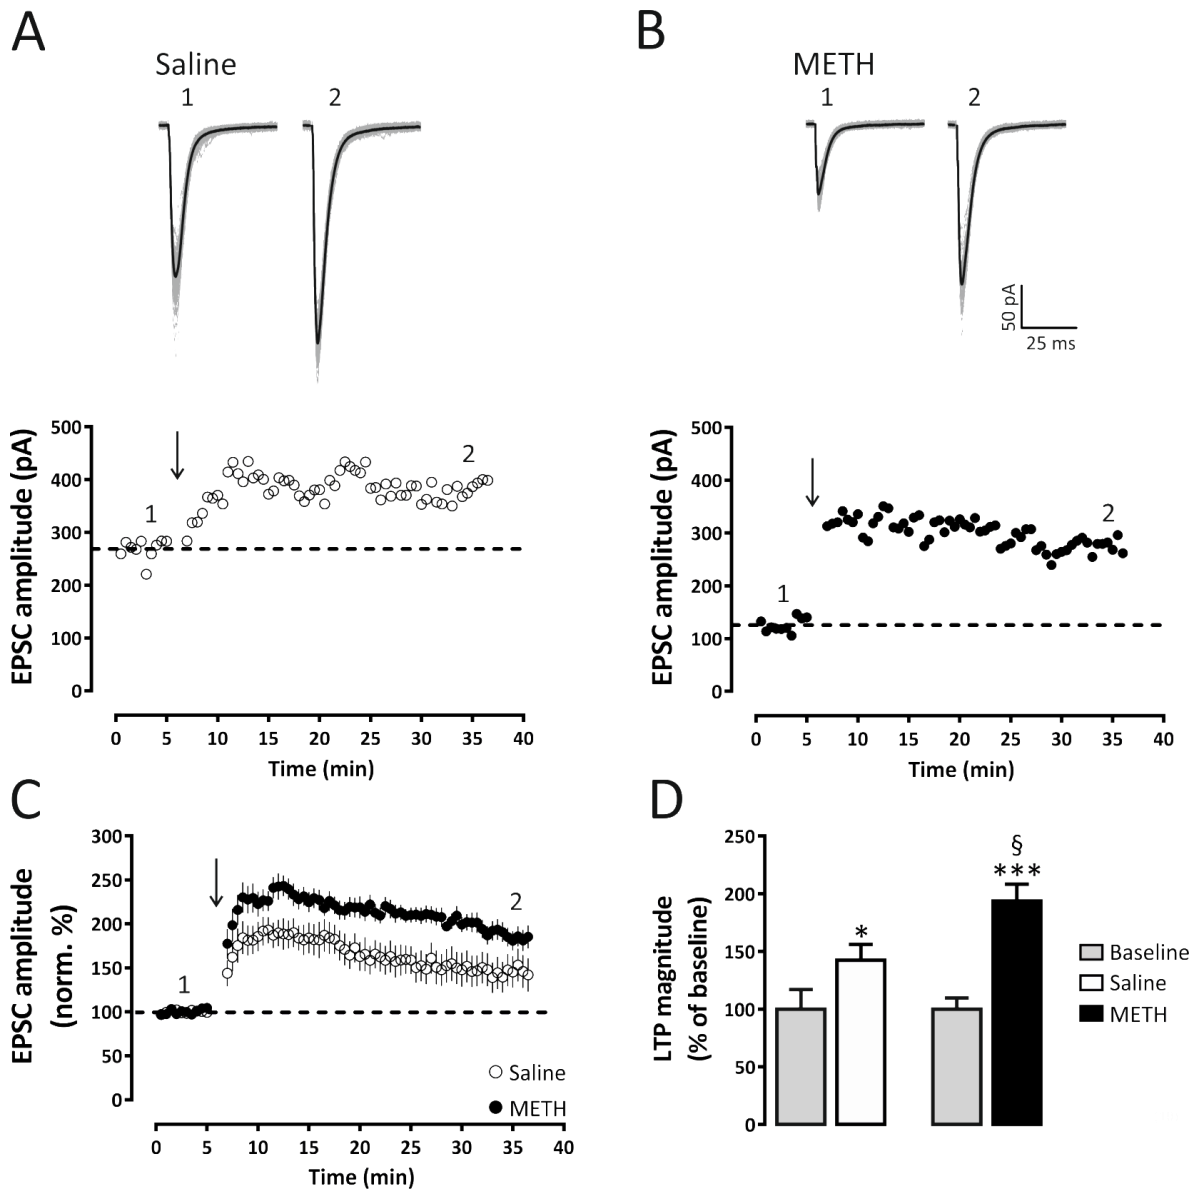 A
Saline
1
2
B
METH
1
2
50 pA
25 ms
EPSC amplitude (pA)
500
400
300
200
100
0
1
2
0 5 10 15 20 25 30 35 40
Time (min)
EPSC amplitude (pA)
500
400
300
200
100
0
1
2
0 5 10 15 20 25 30 35 40
Time (min)
C
EPSC amplitude
(norm. %)
300
250
200
150
100
50
0
1
2
Saline
METH
0 5 10 15 20 25 30 35 40
Time (min)
D
LTP magnitude
(% of baseline)
250
200
150
100
50
0
*
§
***
Baseline
Saline
METH